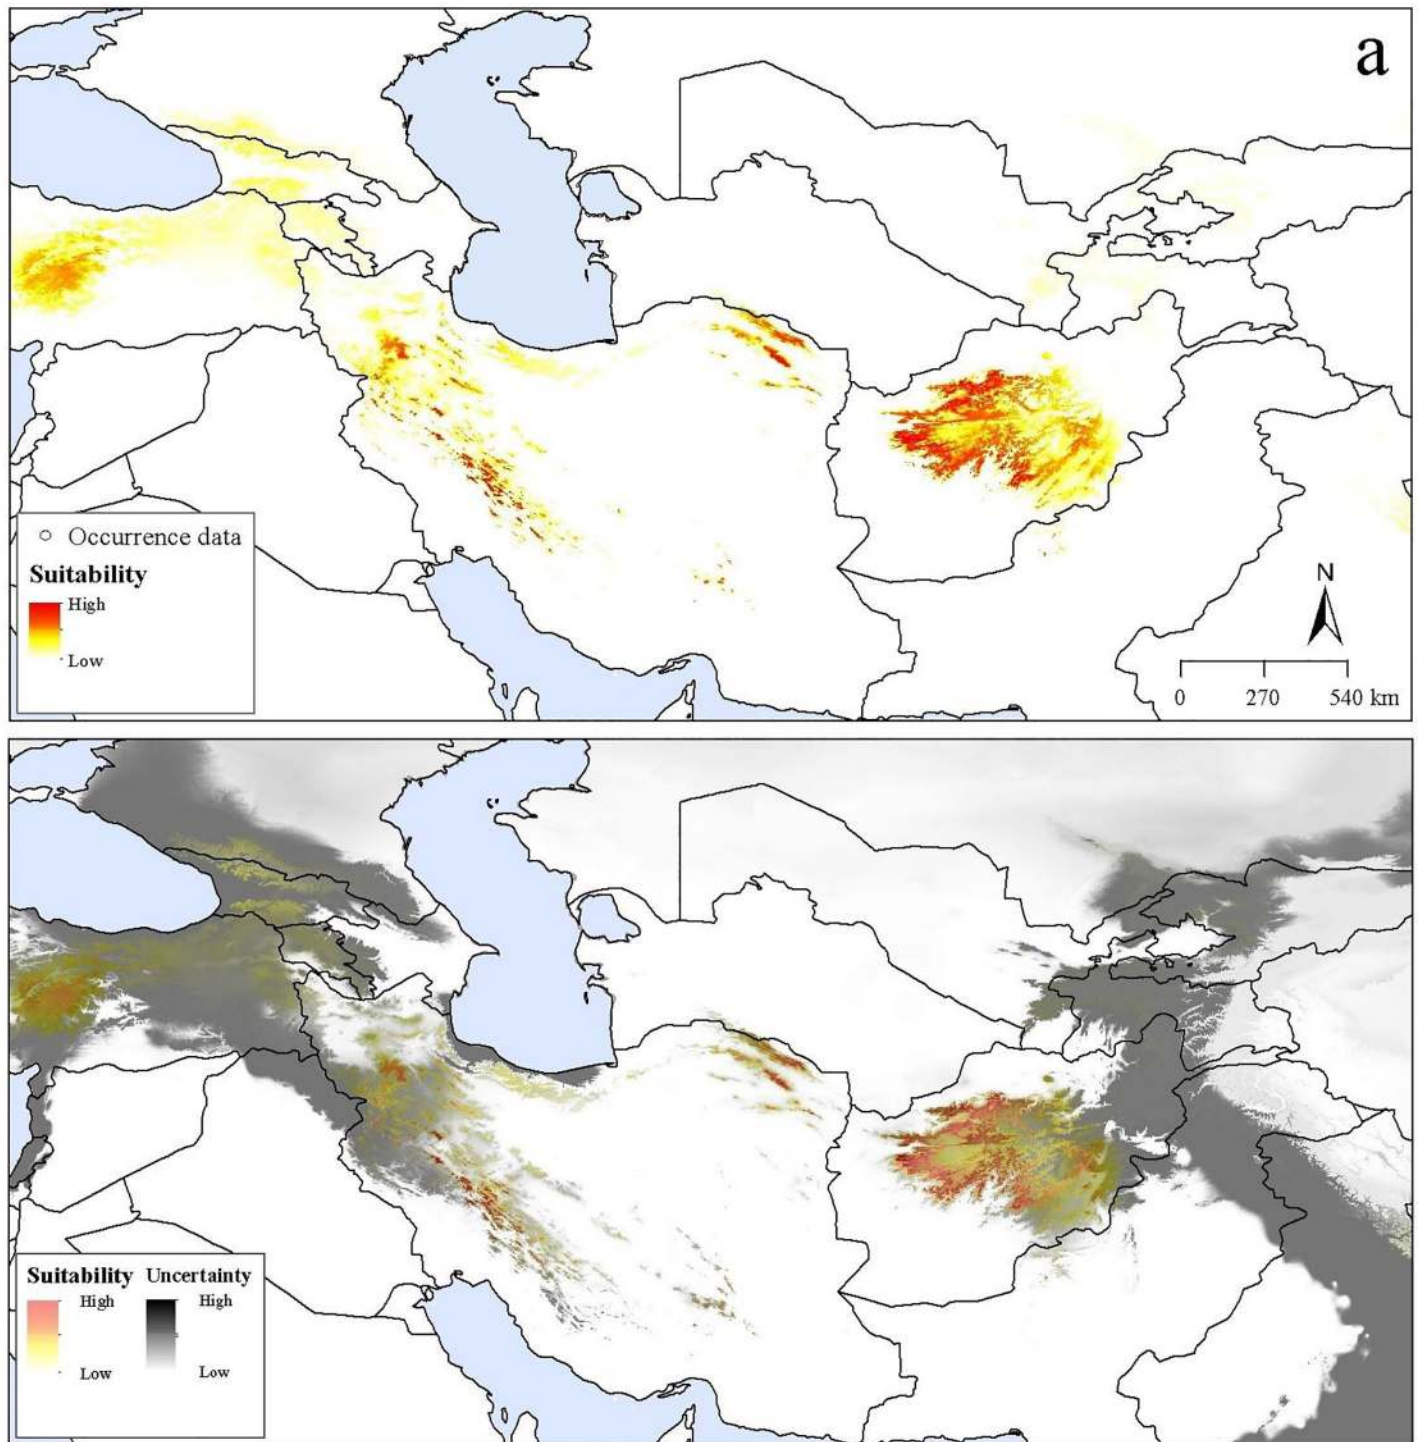 a
Occurrence data
Suitability
High
Low
N
0 270 540 km
Suitability Uncertainty
High High
Low Low